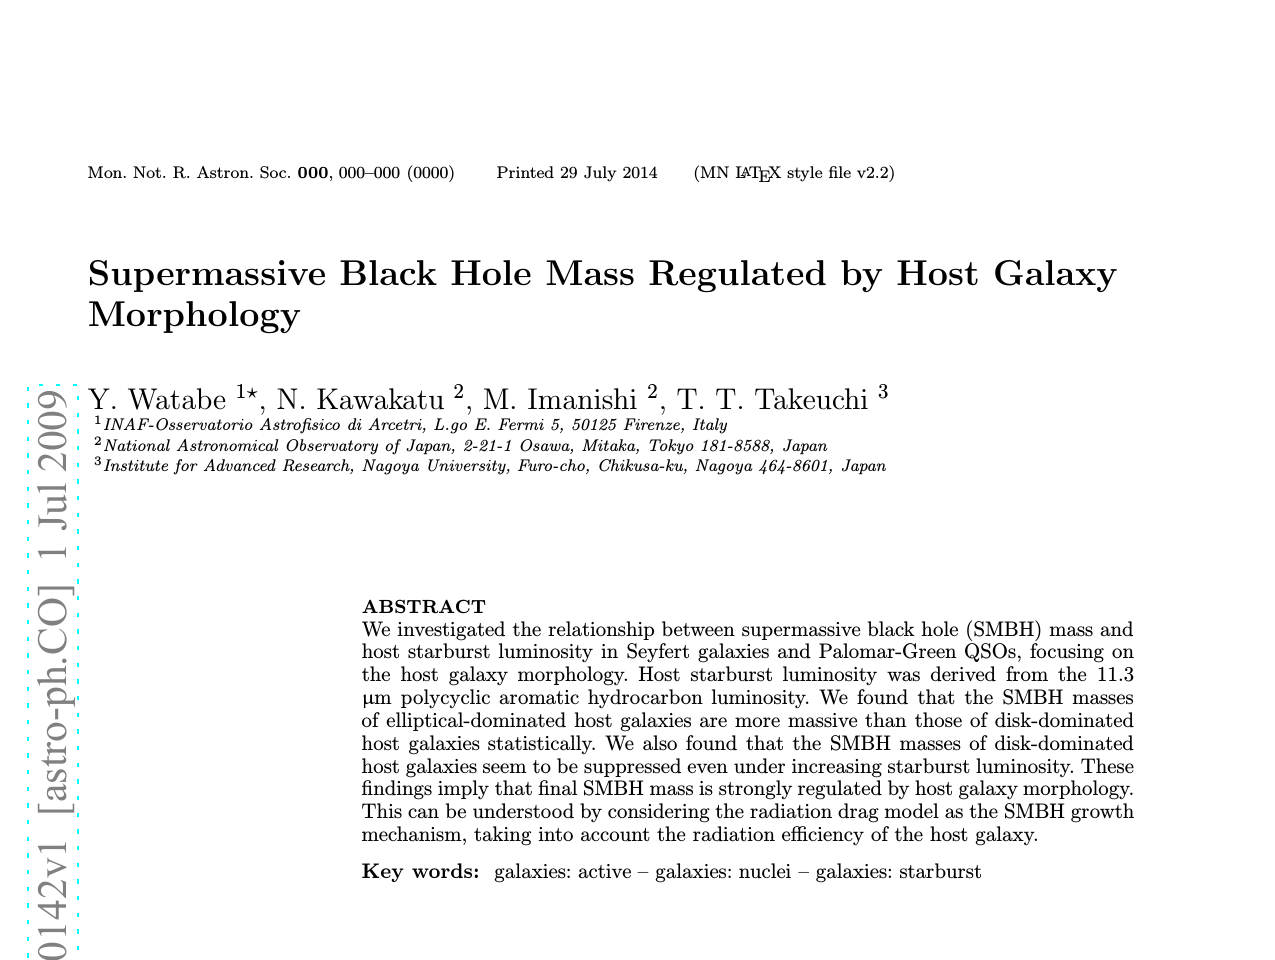 Mon. Not. R. Astron. Soc. 000, 000–000 (0000) Printed 29 July 2014 (MN LATEX style file v2.2)
Supermassive Black Hole Mass Regulated by Host Galaxy
Morphology
Y. Watabe 1⋆, N. Kawakatu 2, M. Imanishi 2, T. T. Takeuchi 3
1INAF-Osservatorio Astrofisico di Arcetri, L.go E. Fermi 5, 50125 Firenze, Italy
2National Astronomical Observatory of Japan, 2-21-1 Osawa, Mitaka, Tokyo 181-8588, Japan
3Institute for Advanced Research, Nagoya University, Furo-cho, Chikusa-ku, Nagoya 464-8601, Japan
0142v1 [astro-ph.CO] 1 Jul 2009
ABSTRACT
We investigated the relationship between supermassive black hole (SMBH) mass and
host starburst luminosity in Seyfert galaxies and Palomar-Green QSOs, focusing on
the host galaxy morphology. Host starburst luminosity was derived from the 11.3
μm polycyclic aromatic hydrocarbon luminosity. We found that the SMBH masses
of elliptical-dominated host galaxies are more massive than those of disk-dominated
host galaxies statistically. We also found that the SMBH masses of disk-dominated
host galaxies seem to be suppressed even under increasing starburst luminosity. These
findings imply that final SMBH mass is strongly regulated by host galaxy morphology.
This can be understood by considering the radiation drag model as the SMBH growth
mechanism, taking into account the radiation efficiency of the host galaxy.
Key words: galaxies: active – galaxies: nuclei – galaxies: starburst